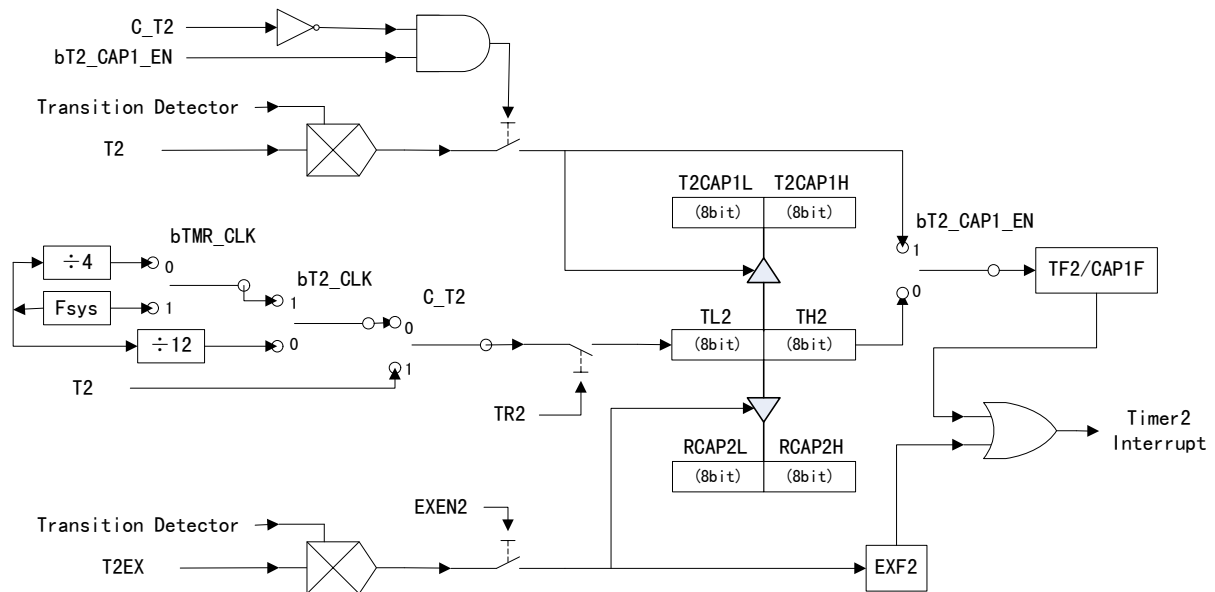 C_T2
bT2_CAP1_EN
Transition Detector
T2
T2CAP1L T2CAP1H
(8bit) (8bit)
bT2_CAP1_EN
bTMR_CLK
1
÷4
0
TF2/CAP1F
bT2_CLK
0
Fsys
1
1
C_T2
TL2 TH2
0
(8bit) (8bit)
÷12
0
1
T2
TR2
Timer2
Interrupt
RCAP2L RCAP2H
(8bit) (8bit)
EXEN2
Transition Detector
T2EX
EXF2